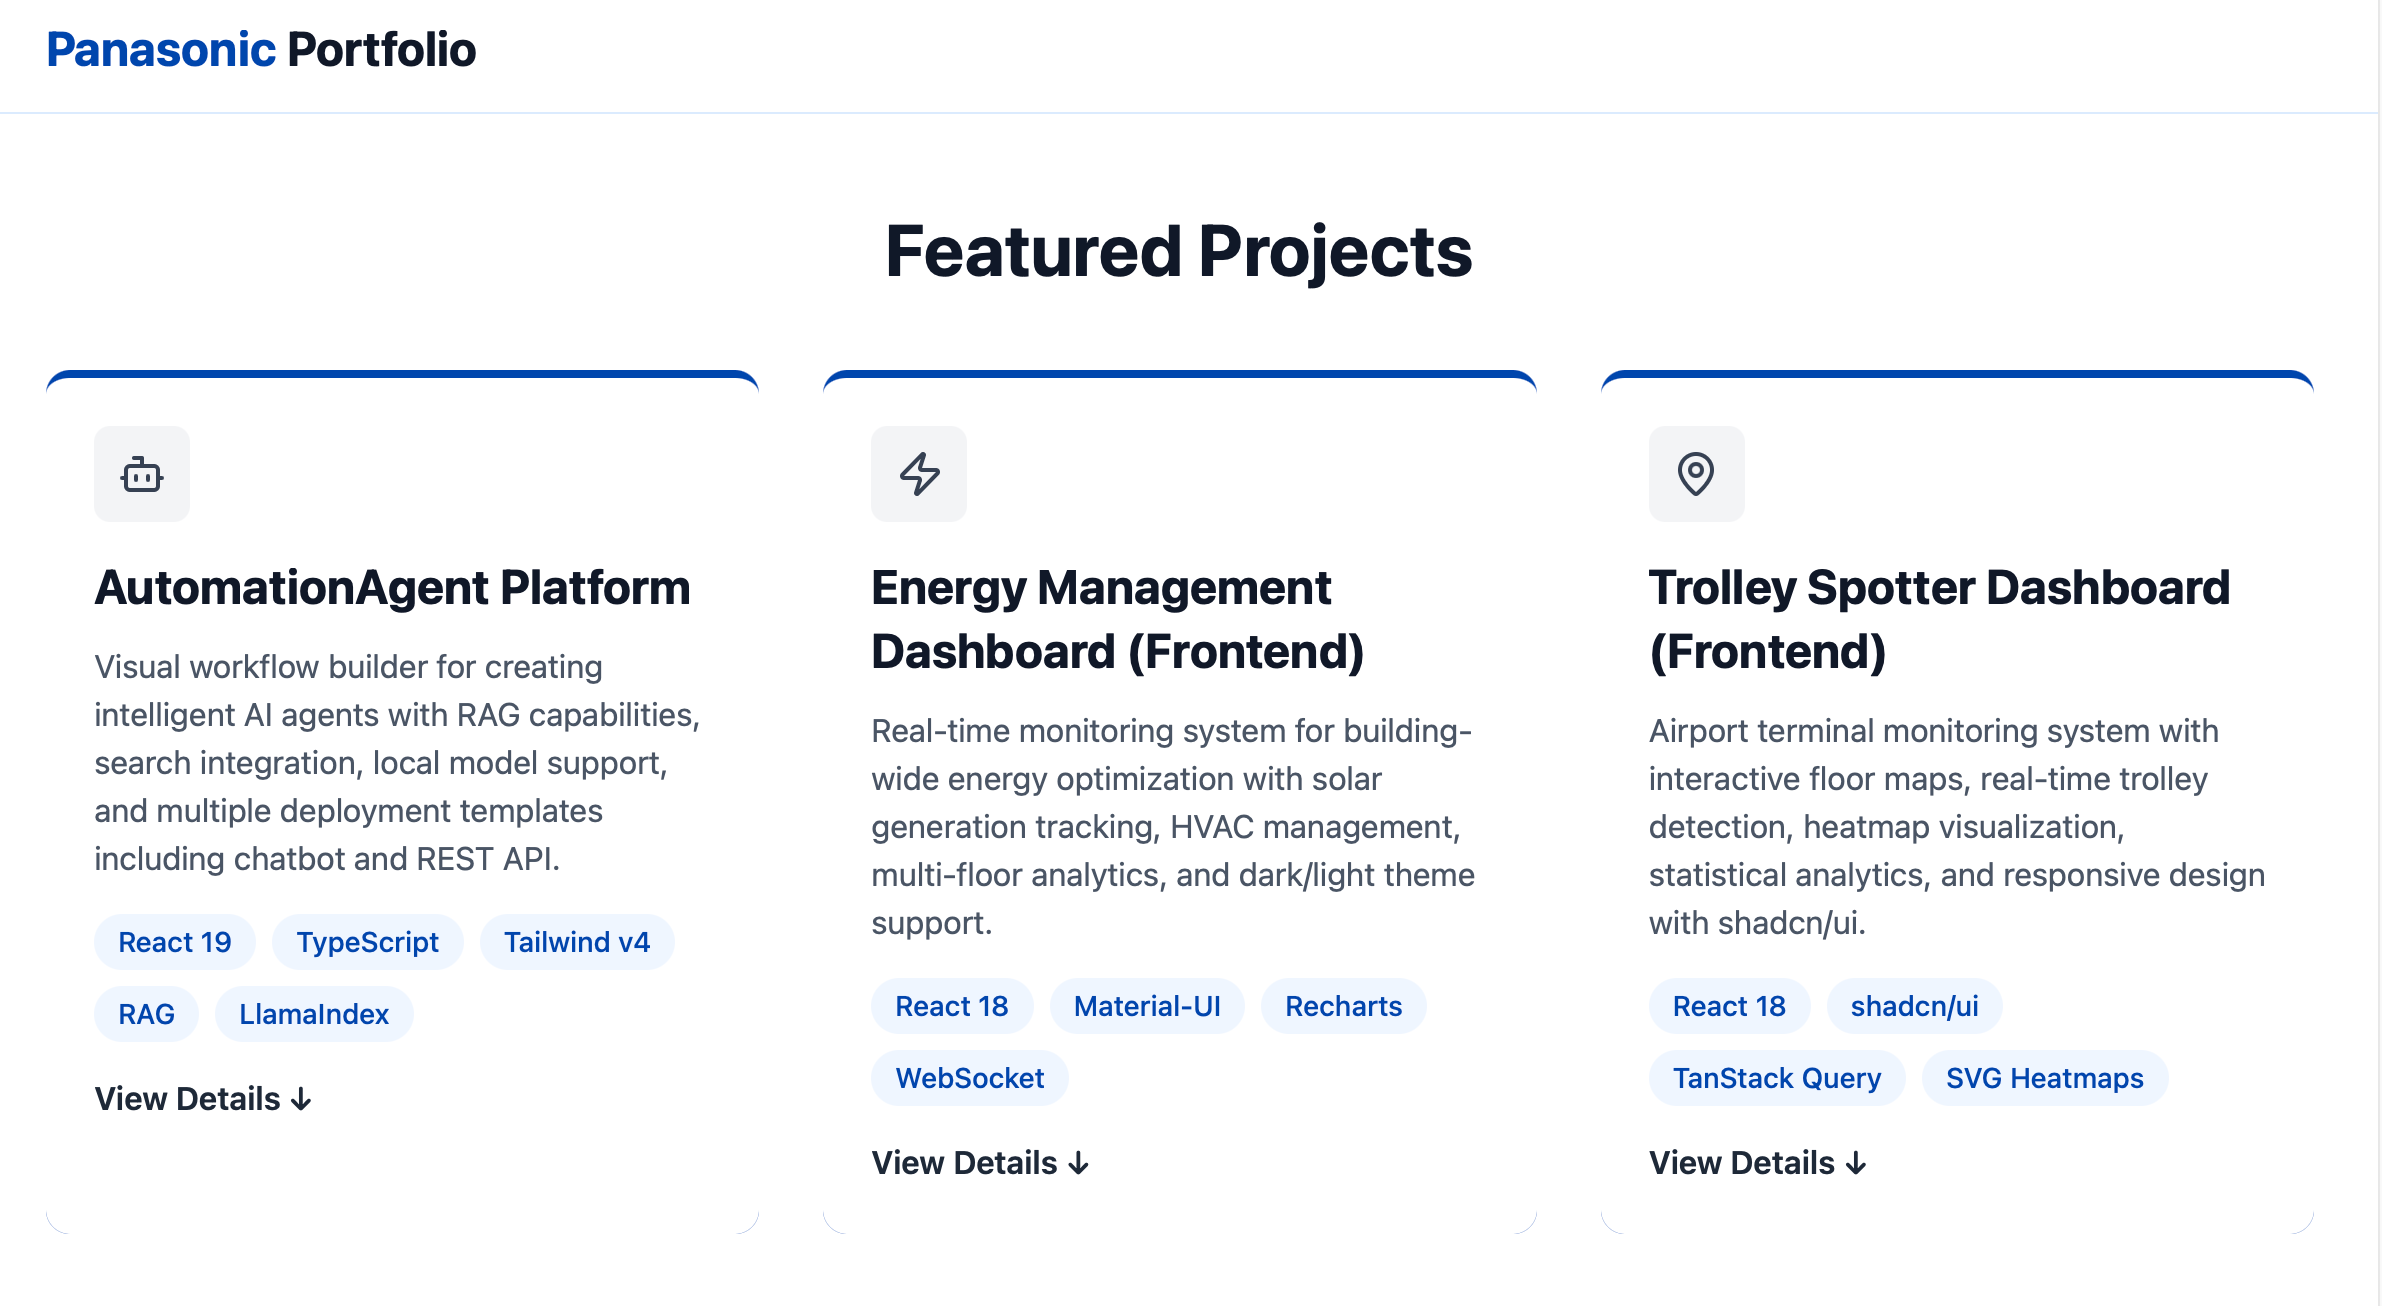 Panasonic Portfolio
Featured Projects
AutomationAgent Platform
Visual workflow builder for creating
intelligent AI agents with RAG capabilities,
search integration, local model support,
and multiple deployment templates
including chatbot and REST API.
React 19 TypeScript Tailwind v4
RAG LlamaIndex
View Details ↓
Energy Management
Dashboard (Frontend)
Real-time monitoring system for building-
wide energy optimization with solar
generation tracking, HVAC management,
multi-floor analytics, and dark/light theme
support.
React 18 Material-UI Recharts
WebSocket
View Details ↓
Trolley Spotter Dashboard
(Frontend)
Airport terminal monitoring system with
interactive floor maps, real-time trolley
detection, heatmap visualization,
statistical analytics, and responsive design
with shadcn/ui.
React 18 shadcn/ui
TanStack Query SVG Heatmaps
View Details ↓